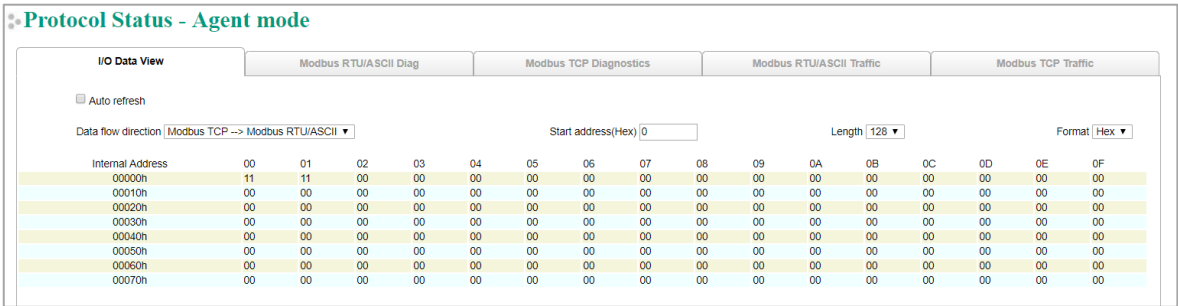 Protocol Status - Agent mode
I/O Data View Modbus RTU/ASCII Diag Modbus TCP Diagnostics Modbus RTU/ASCII Traffic Modbus TCP Traffic
Auto refresh
Data flow direction Modbus TCP --> Modbus RTU/ASCII Start address(Hex) 0 Length 128 Format Hex
Internal Address 00 01 02 03 04 05 06 07 08 09 0A 0B 0C 0D 0E 0F
00000h 11 11 00 00 00 00 00 00 00 00 00 00 00 00 00 00
00010h 00 00 00 00 00 00 00 00 00 00 00 00 00 00 00 00
00020h 00 00 00 00 00 00 00 00 00 00 00 00 00 00 00 00
00030h 00 00 00 00 00 00 00 00 00 00 00 00 00 00 00 00
00040h 00 00 00 00 00 00 00 00 00 00 00 00 00 00 00 00
00050h 00 00 00 00 00 00 00 00 00 00 00 00 00 00 00 00
00060h 00 00 00 00 00 00 00 00 00 00 00 00 00 00 00 00
00070h 00 00 00 00 00 00 00 00 00 00 00 00 00 00 00 00